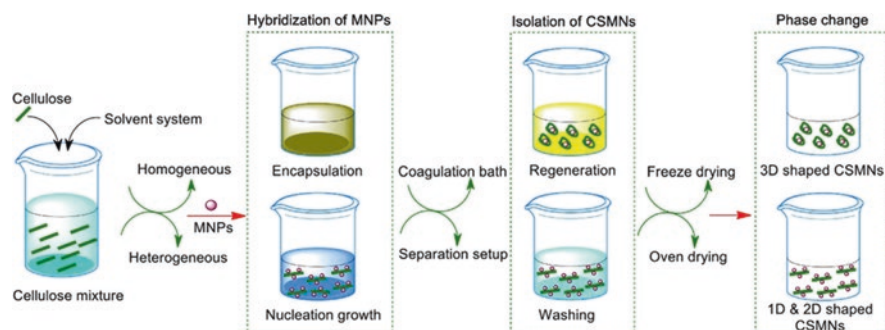 Hybridization of MNPs
Isolation of CSMNs
Phase change
Cellulose
Solvent system
Homogeneous
MNPs
Heterogeneous
Cellulose mixture
Encapsulation
Nucleation growth
Coagulation bath
Separation setup
Regeneration
Washing
Freeze drying
Oven drying
3D shaped CSMNs
1D & 2D shaped
CSMNs